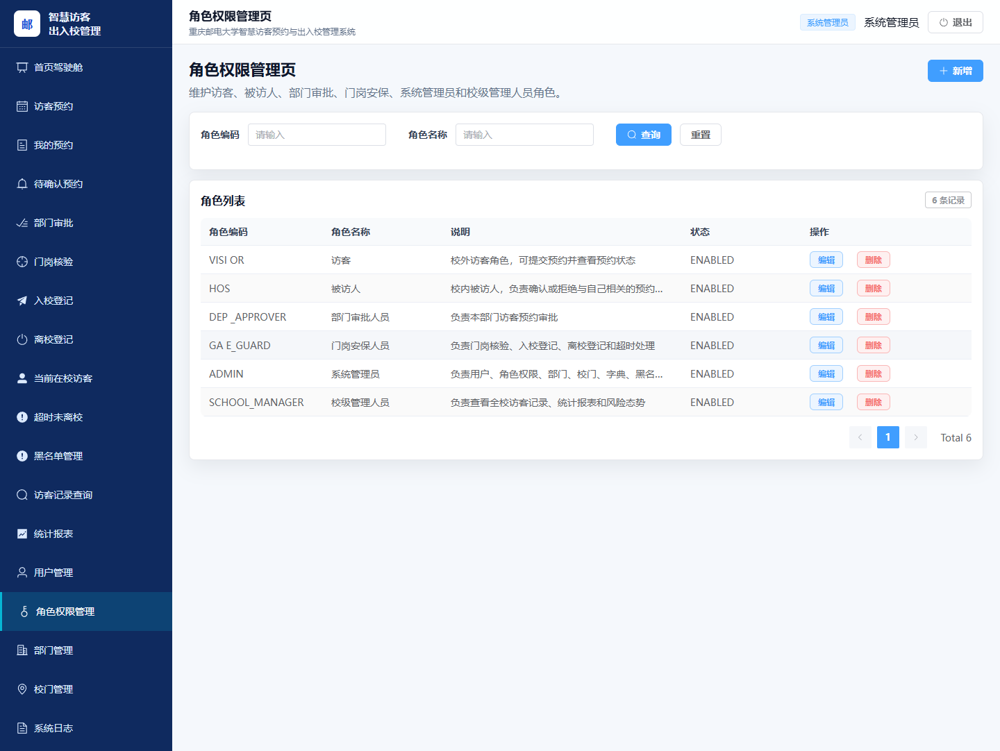 邮
智慧访客
出入校管理
首页驾驶舱
访客预约
我的预约
待确认预约
部门审批
门岗核验
入校登记
离校登记
当前在校访客
超时未离校
黑名单管理
访客记录查询
统计报表
用户管理
角色权限管理
部门管理
校门管理
系统日志
角色权限管理页
重庆邮电大学智慧访客预约与出入校管理系统
系统管理员 系统管理员 退出
角色权限管理页
维护访客、被访人、部门审批、门岗安保、系统管理员和校级管理人员角色。
新增
角色编码 请输入 角色名称 请输入 查询 重置
角色列表 6 条记录
角色编码 角色名称 说明 状态 操作
VISI OR 访客 校外访客角色，可提交预约并查看预约状态 ENABLED 编辑 删除
HOS 被访人 校内被访人，负责确认或拒绝与自己相关的预约... ENABLED 编辑 删除
DEP _APPROVER 部门审批人员 负责本部门访客预约审批 ENABLED 编辑 删除
GA E_GUARD 门岗安保人员 负责门岗核验、入校登记、离校登记和超时处理 ENABLED 编辑 删除
ADMIN 系统管理员 负责用户、角色权限、部门、校门、字典、黑名... ENABLED 编辑 删除
SCHOOL_MANAGER 校级管理人员 负责查看全校访客记录、统计报表和风险态势 ENABLED 编辑 删除
1 Total 6